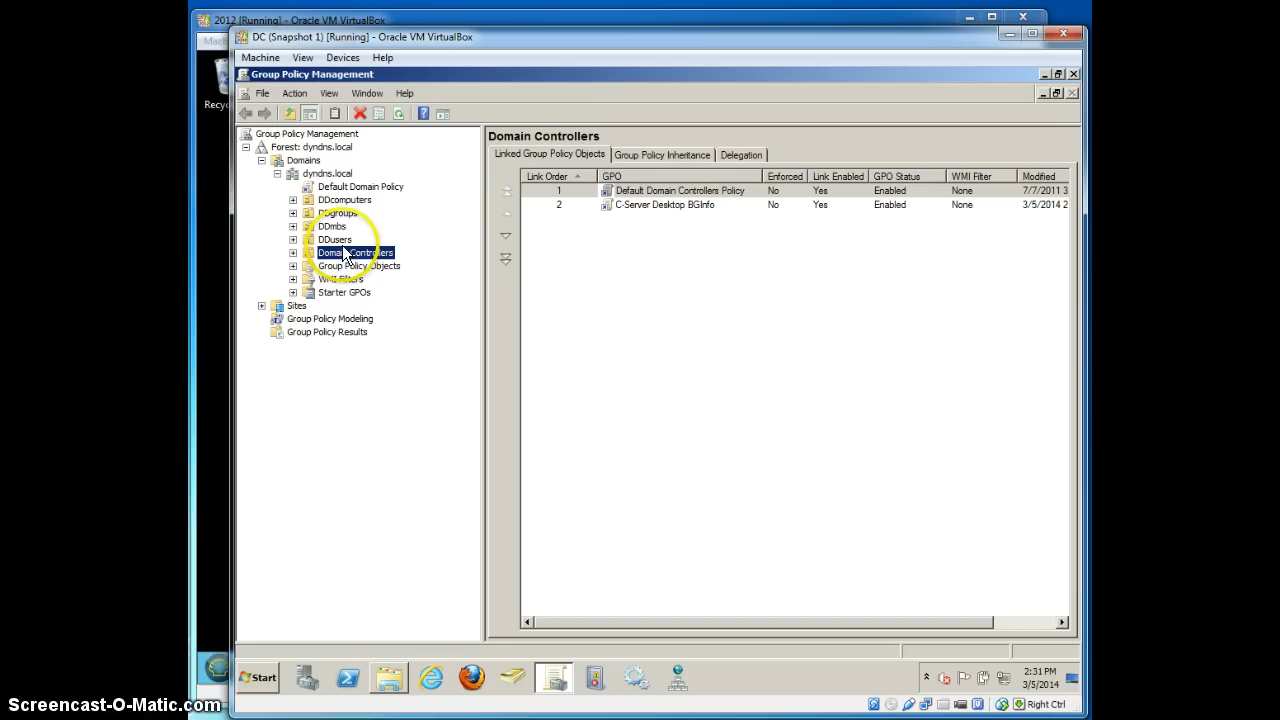 2012 [Running] - Oracle VM VirtualBox
DC (Snapshot 1) [Running] - Oracle VM VirtualBox
Machine View Devices Help
Group Policy Management
File Action View Window Help
Group Policy Management
Forest: dyndns.local
Domains
dyndns.local
Default Domain Policy
DDcomputers
DDgroups
DDmbs
DDusers
Domain Controllers
Group Policy Objects
WMI Filters
Starter GPOs
Sites
Group Policy Modeling
Group Policy Results
Domain Controllers
Linked Group Policy Objects Group Policy Inheritance Delegation
Link Order GPO Enforced Link Enabled GPO Status WMI Filter Modified
1 Default Domain Controllers Policy No Yes Enabled None 7/7/2011 3
2 C-Server Desktop BGInfo No Yes Enabled None 3/5/2014 2
Start
2:31 PM
3/5/2014
Right Ctrl
Screencast-O-Matic.com